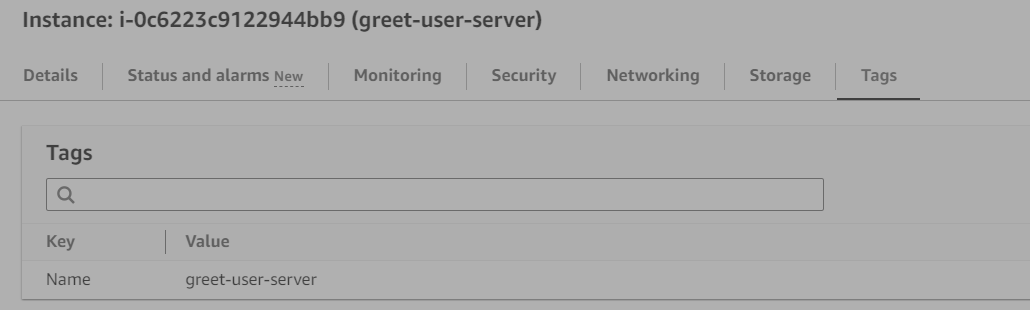 Instance: i-0c6223c9122944bb9 (greet-user-server)
Details Status and alarms New Monitoring Security Networking Storage Tags
Tags
Key Value
Name greet-user-server